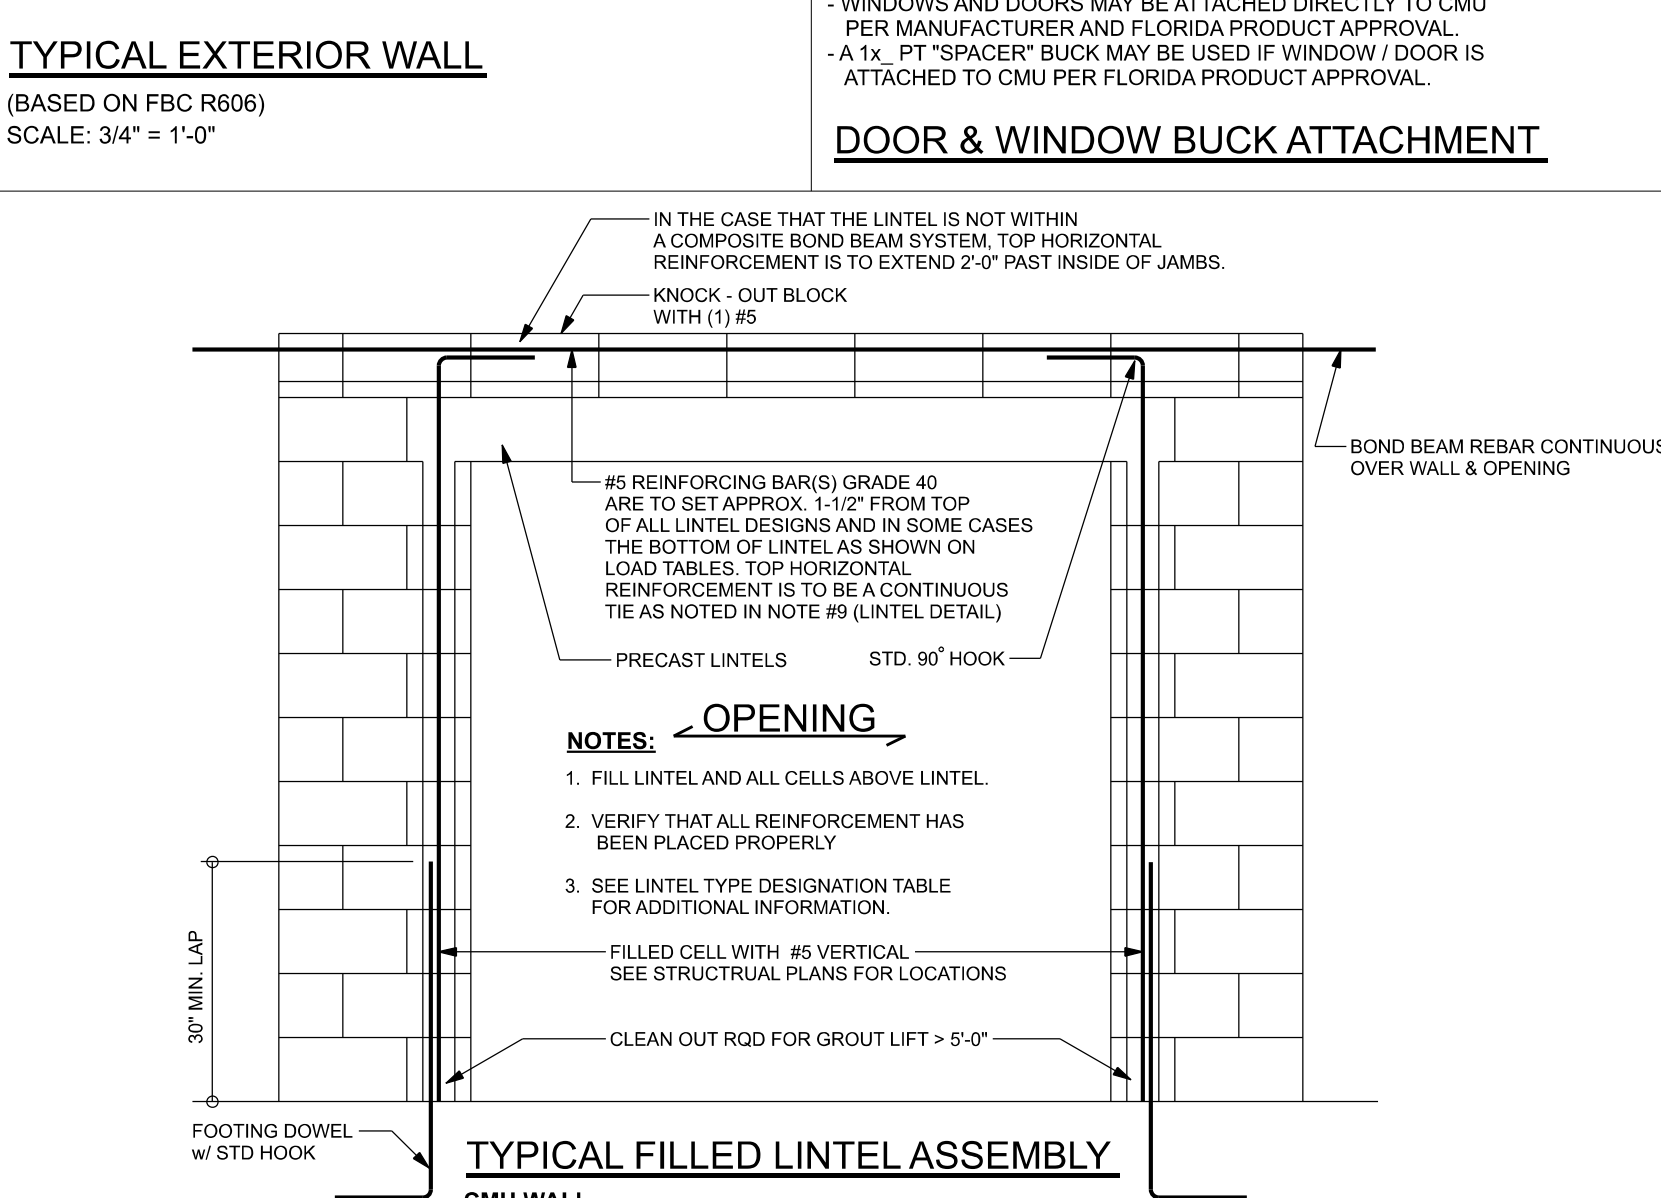 - WINDOWS AND DOORS MAY BE ATTACHED DIRECTLY TO CMU
PER MANUFACTURER AND FLORIDA PRODUCT APPROVAL.
- A 1x_ PT "SPACER" BUCK MAY BE USED IF WINDOW / DOOR IS
ATTACHED TO CMU PER FLORIDA PRODUCT APPROVAL.
TYPICAL EXTERIOR WALL
(BASED ON FBC R606)
SCALE: 3/4" = 1'-0"
DOOR & WINDOW BUCK ATTACHMENT
IN THE CASE THAT THE LINTEL IS NOT WITHIN
A COMPOSITE BOND BEAM SYSTEM, TOP HORIZONTAL
REINFORCEMENT IS TO EXTEND 2'-0" PAST INSIDE OF JAMBS.
KNOCK - OUT BLOCK
WITH (1) #5
BOND BEAM REBAR CONTINUOUS
OVER WALL & OPENING
#5 REINFORCING BAR(S) GRADE 40
ARE TO SET APPROX. 1-1/2" FROM TOP
OF ALL LINTEL DESIGNS AND IN SOME CASES
THE BOTTOM OF LINTEL AS SHOWN ON
LOAD TABLES. TOP HORIZONTAL
REINFORCEMENT IS TO BE A CONTINUOUS
TIE AS NOTED IN NOTE #9 (LINTEL DETAIL)
PRECAST LINTELS
STD. 90° HOOK
OPENING
NOTES:
1. FILL LINTEL AND ALL CELLS ABOVE LINTEL.
2. VERIFY THAT ALL REINFORCEMENT HAS
BEEN PLACED PROPERLY
3. SEE LINTEL TYPE DESIGNATION TABLE
FOR ADDITIONAL INFORMATION.
FILLED CELL WITH #5 VERTICAL
SEE STRUCTRUAL PLANS FOR LOCATIONS
30" MIN. LAP
CLEAN OUT RQD FOR GROUT LIFT > 5'-0"
FOOTING DOWEL
w/ STD HOOK
TYPICAL FILLED LINTEL ASSEMBLY
CMU WALL